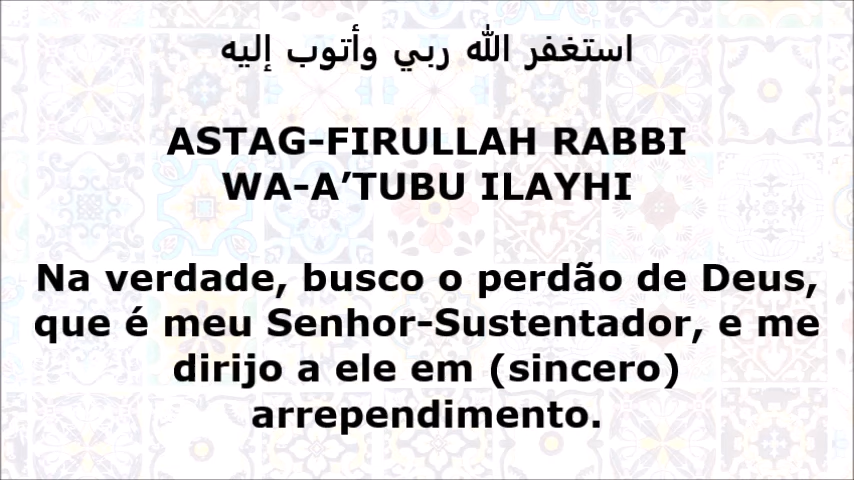 استغفر الله ربي وأتوب إليه
ASTAG-FIRULLAH RABBI
WA-A’TUBU ILAYHI
Na verdade, busco o perdão de Deus,
que é meu Senhor-Sustentador, e me
dirijo a ele em (sincero)
arrependimento.